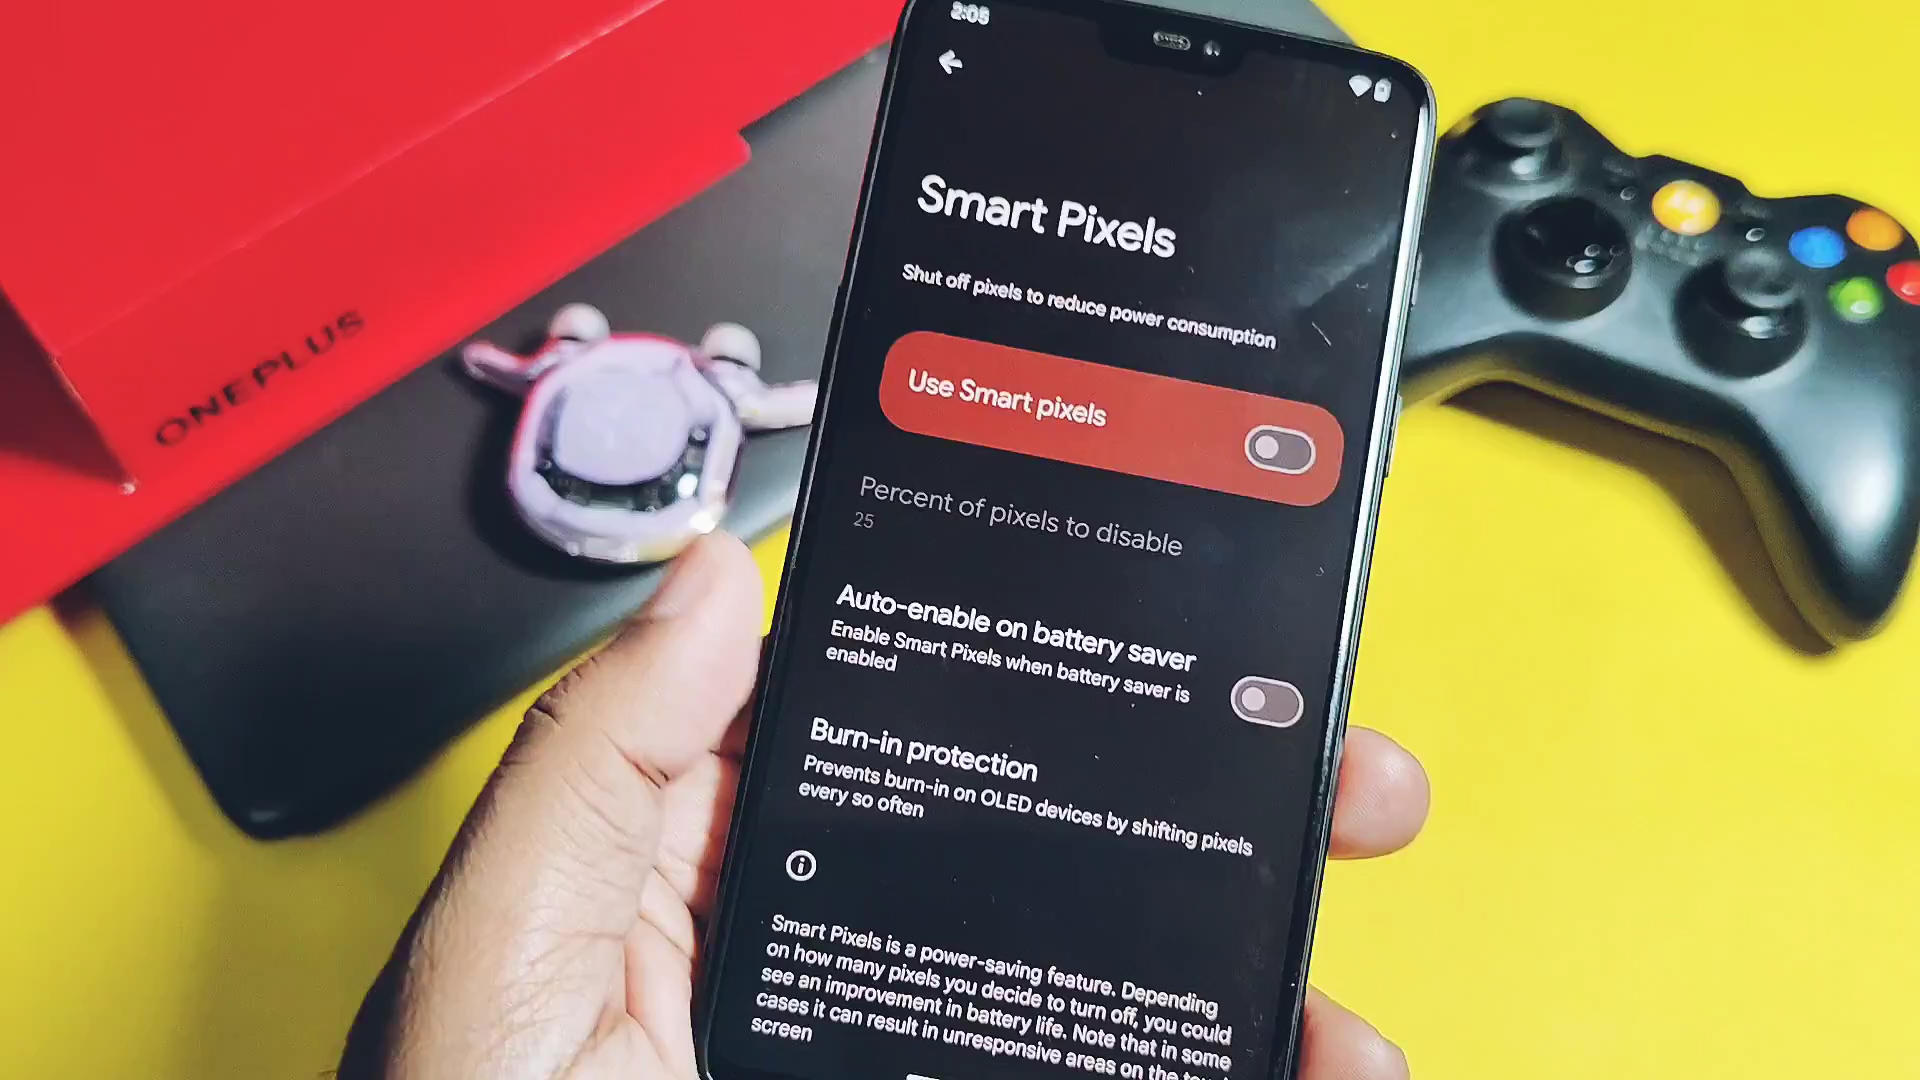 2:05
Smart Pixels
Shut off pixels to reduce power consumption
Use Smart pixels
Percent of pixels to disable
25
Auto-enable on battery saver
Enable Smart Pixels when battery saver is
enabled
Burn-in protection
Prevents burn-in on OLED devices by shifting pixels
every so often
Smart Pixels is a power-saving feature. Depending
on how many pixels you decide to turn off, you could
see an improvement in battery life. Note that in some
cases it can result in unresponsive areas on the
screen
ONEPLUS